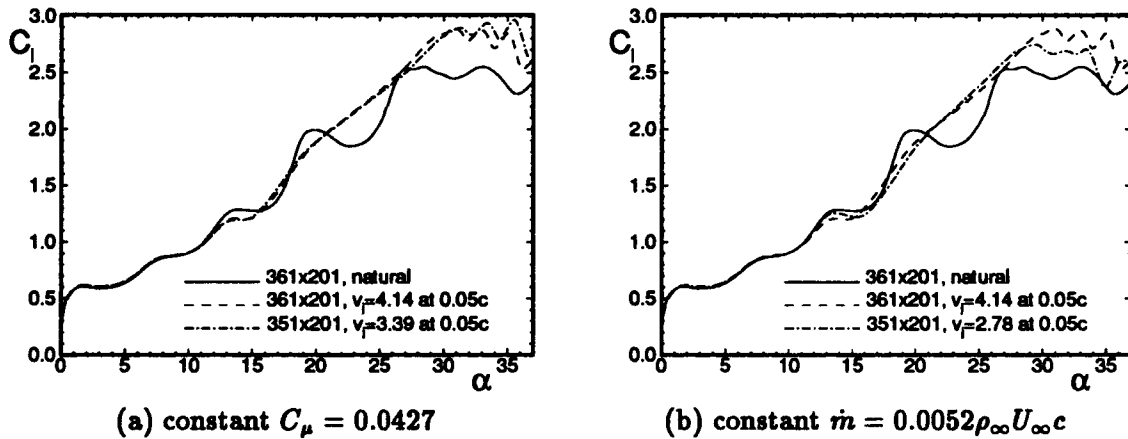 3.0
C_l
2.5
2.0
1.5
1.0
0.5
0.0
361x201, natural
361x201, v_j=4.14 at 0.05c
351x201, v_j=3.39 at 0.05c
0 5 10 15 20 25 30 35
α
(a) constant C_μ = 0.0427
3.0
C_l
2.5
2.0
1.5
1.0
0.5
0.0
361x201, natural
361x201, v_j=4.14 at 0.05c
351x201, v_j=2.78 at 0.05c
0 5 10 15 20 25 30 35
α
(b) constant ṁ = 0.0052ρ_∞U_∞c